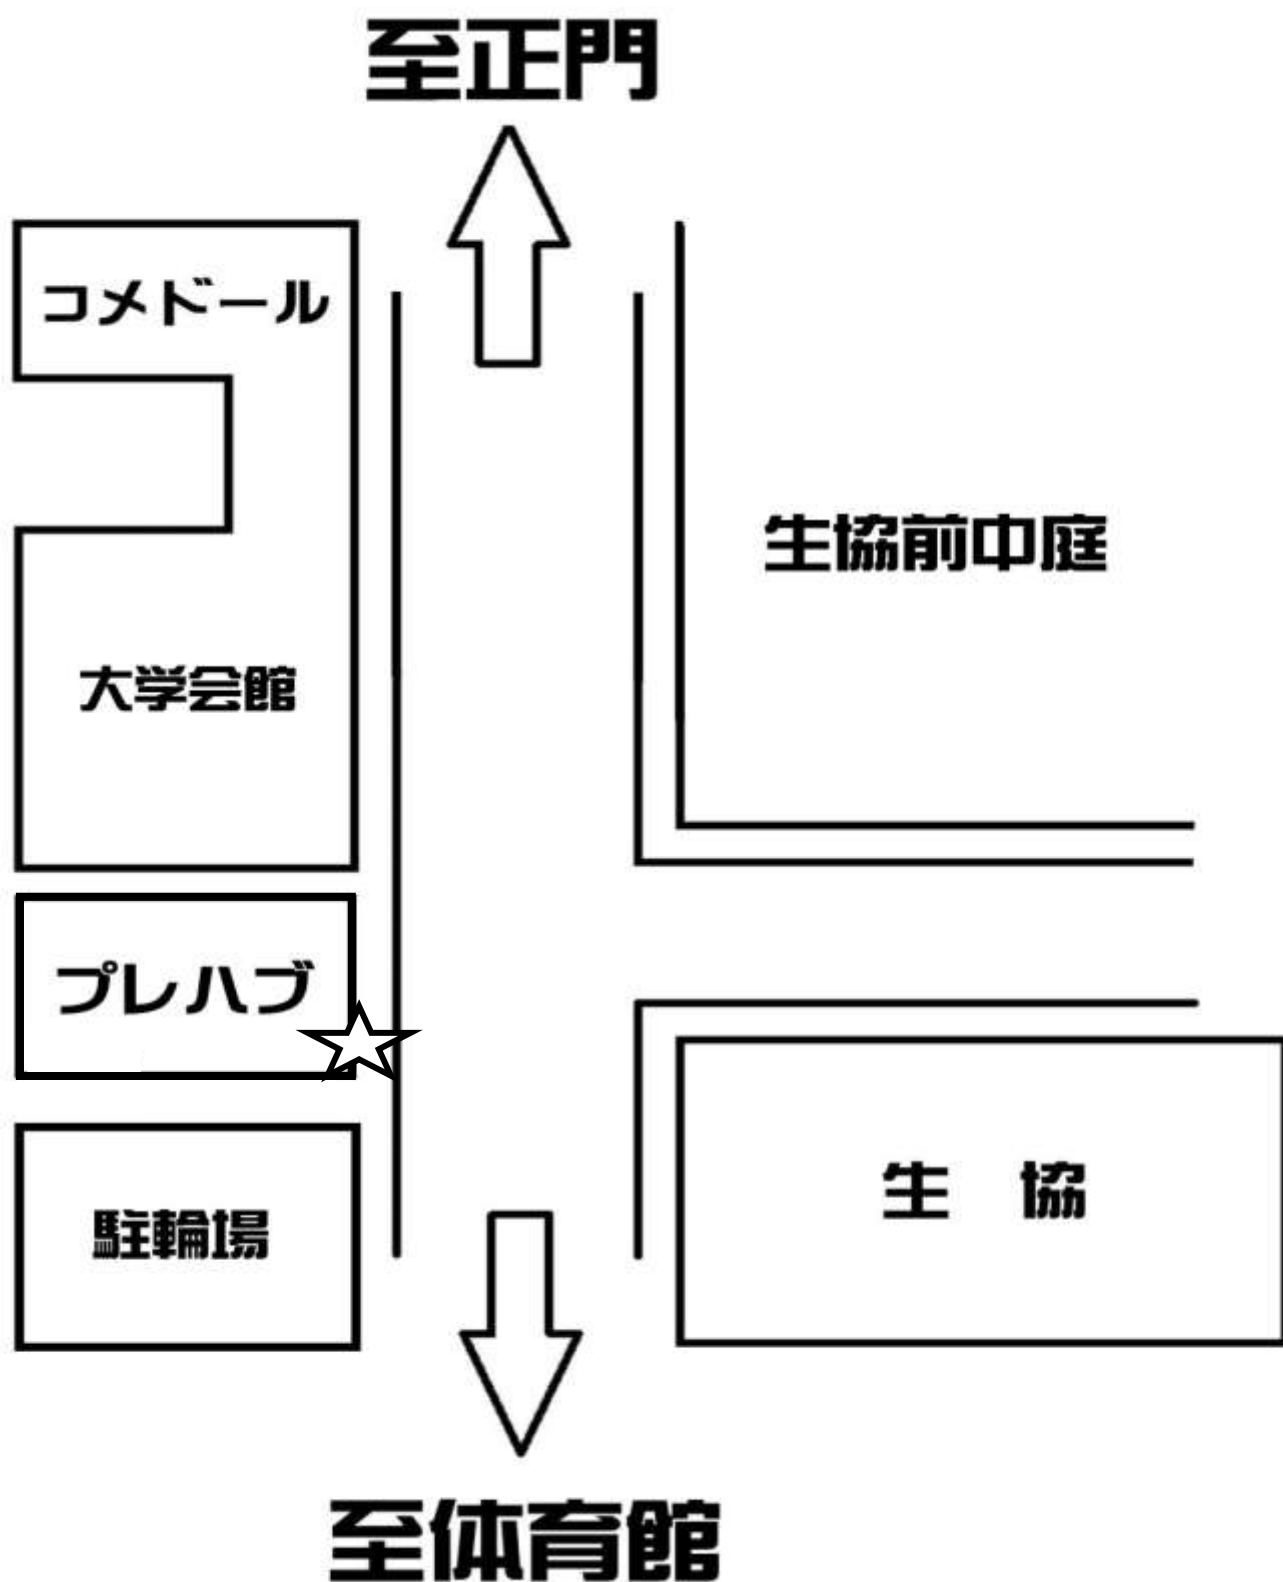 至正門
コメドール
生協前中庭
大学会館
プレハブ
生　協
駐輪場
至体育館